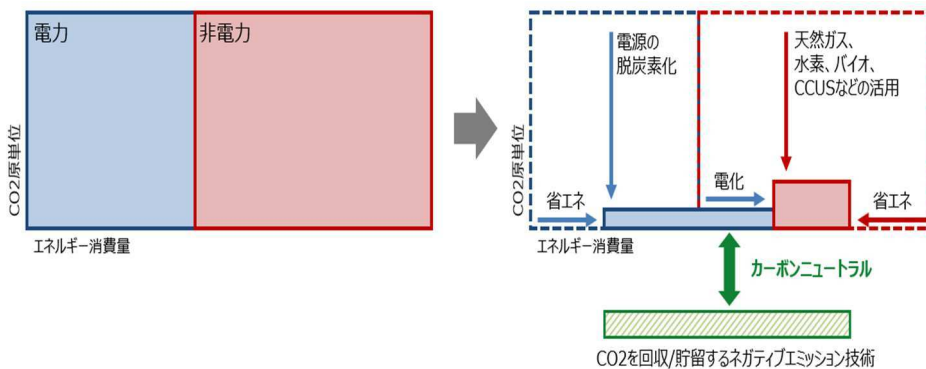 電力
非電力
CO2原単位
エネルギー消費量
電源の
脱炭素化
天然ガス、
水素、バイオ、
CCUSなどの活用
CO2原単位
省エネ
電化
省エネ
エネルギー消費量
カーボンニュートラル
CO2を回収/貯留するネガティブエミッション技術